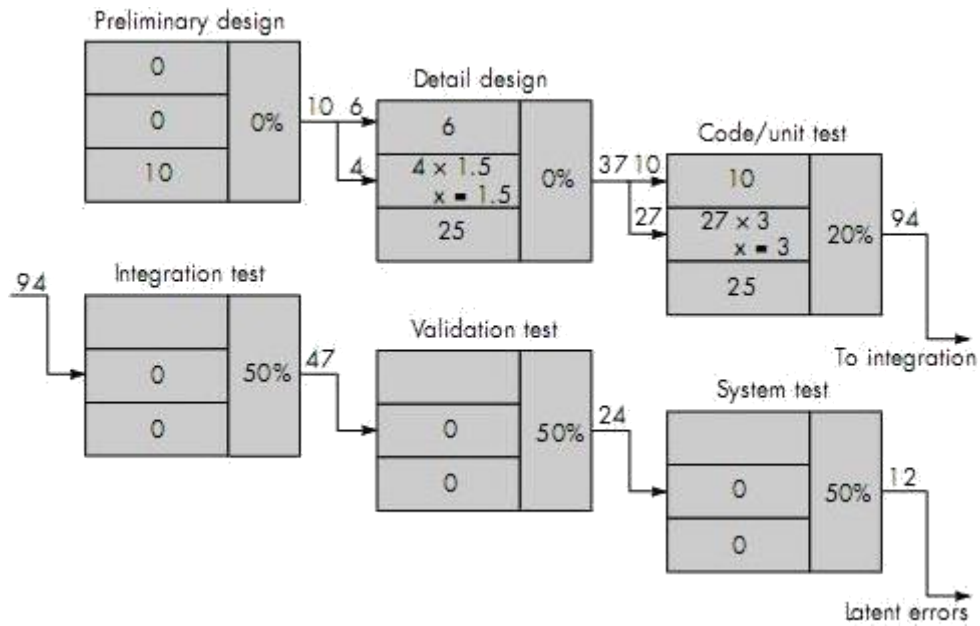 Preliminary design
0
0
10
0%
10 6
4
Detail design
6
4 × 1.5
x = 1.5
25
0%
37 10
27
Code/unit test
10
27 × 3
x = 3
25
20%
94
To integration
94
Integration test
0
0
50%
47
Validation test
0
0
50%
24
System test
0
0
50%
12
Latent errors